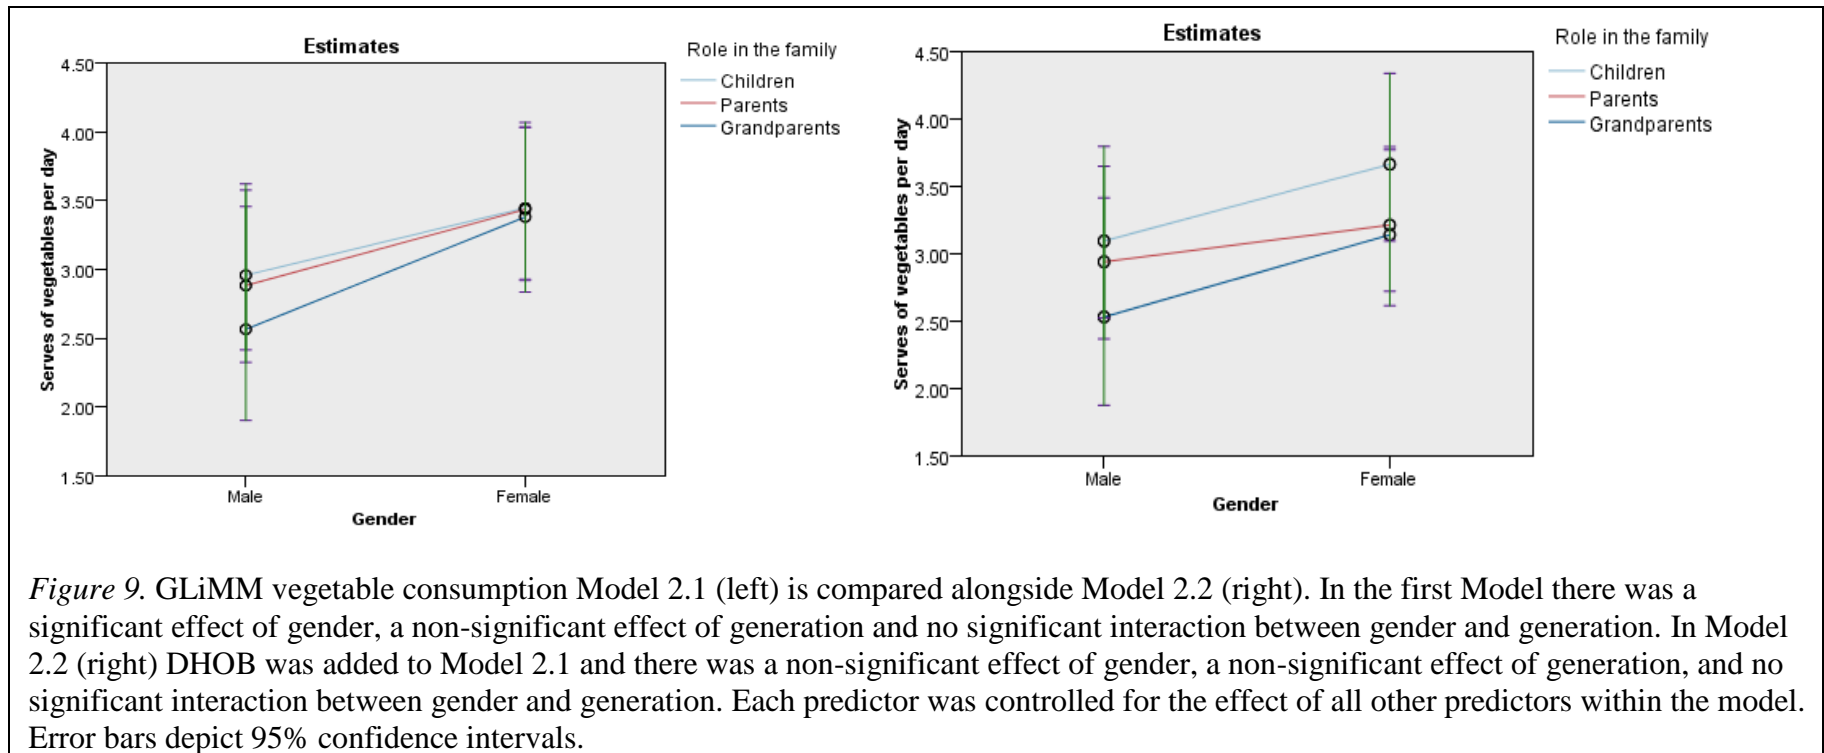 Estimates
Role in the family
Children
Parents
Grandparents
Serves of vegetables per day
4.50
4.00
3.50
3.00
2.50
2.00
1.50
Male
Female
Gender
Estimates
Role in the family
Children
Parents
Grandparents
Serves of vegetables per day
4.50
4.00
3.50
3.00
2.50
2.00
1.50
Male
Female
Gender
Figure 9. GLiMM vegetable consumption Model 2.1 (left) is compared alongside Model 2.2 (right). In the first Model there was a
significant effect of gender, a non-significant effect of generation and no significant interaction between gender and generation. In Model
2.2 (right) DHOB was added to Model 2.1 and there was a non-significant effect of gender, a non-significant effect of generation, and no
significant interaction between gender and generation. Each predictor was controlled for the effect of all other predictors within the model.
Error bars depict 95% confidence intervals.